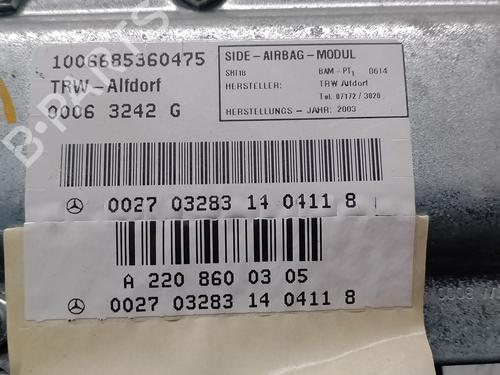 1006685360475
TRW-Alfdorf
0006 3242 G
SIDE-AIRBAG-MODUL
SHI18 BAM-PT1 0614
HERSTELLER: TRW Alfdorf
Tel. 07172 / 3020
HERSTELLUNGS-JAHR: 2003
0027 03283 14 0411 8
A 220 860 03 05
0027 03283 14 0411 8
B-PARTS